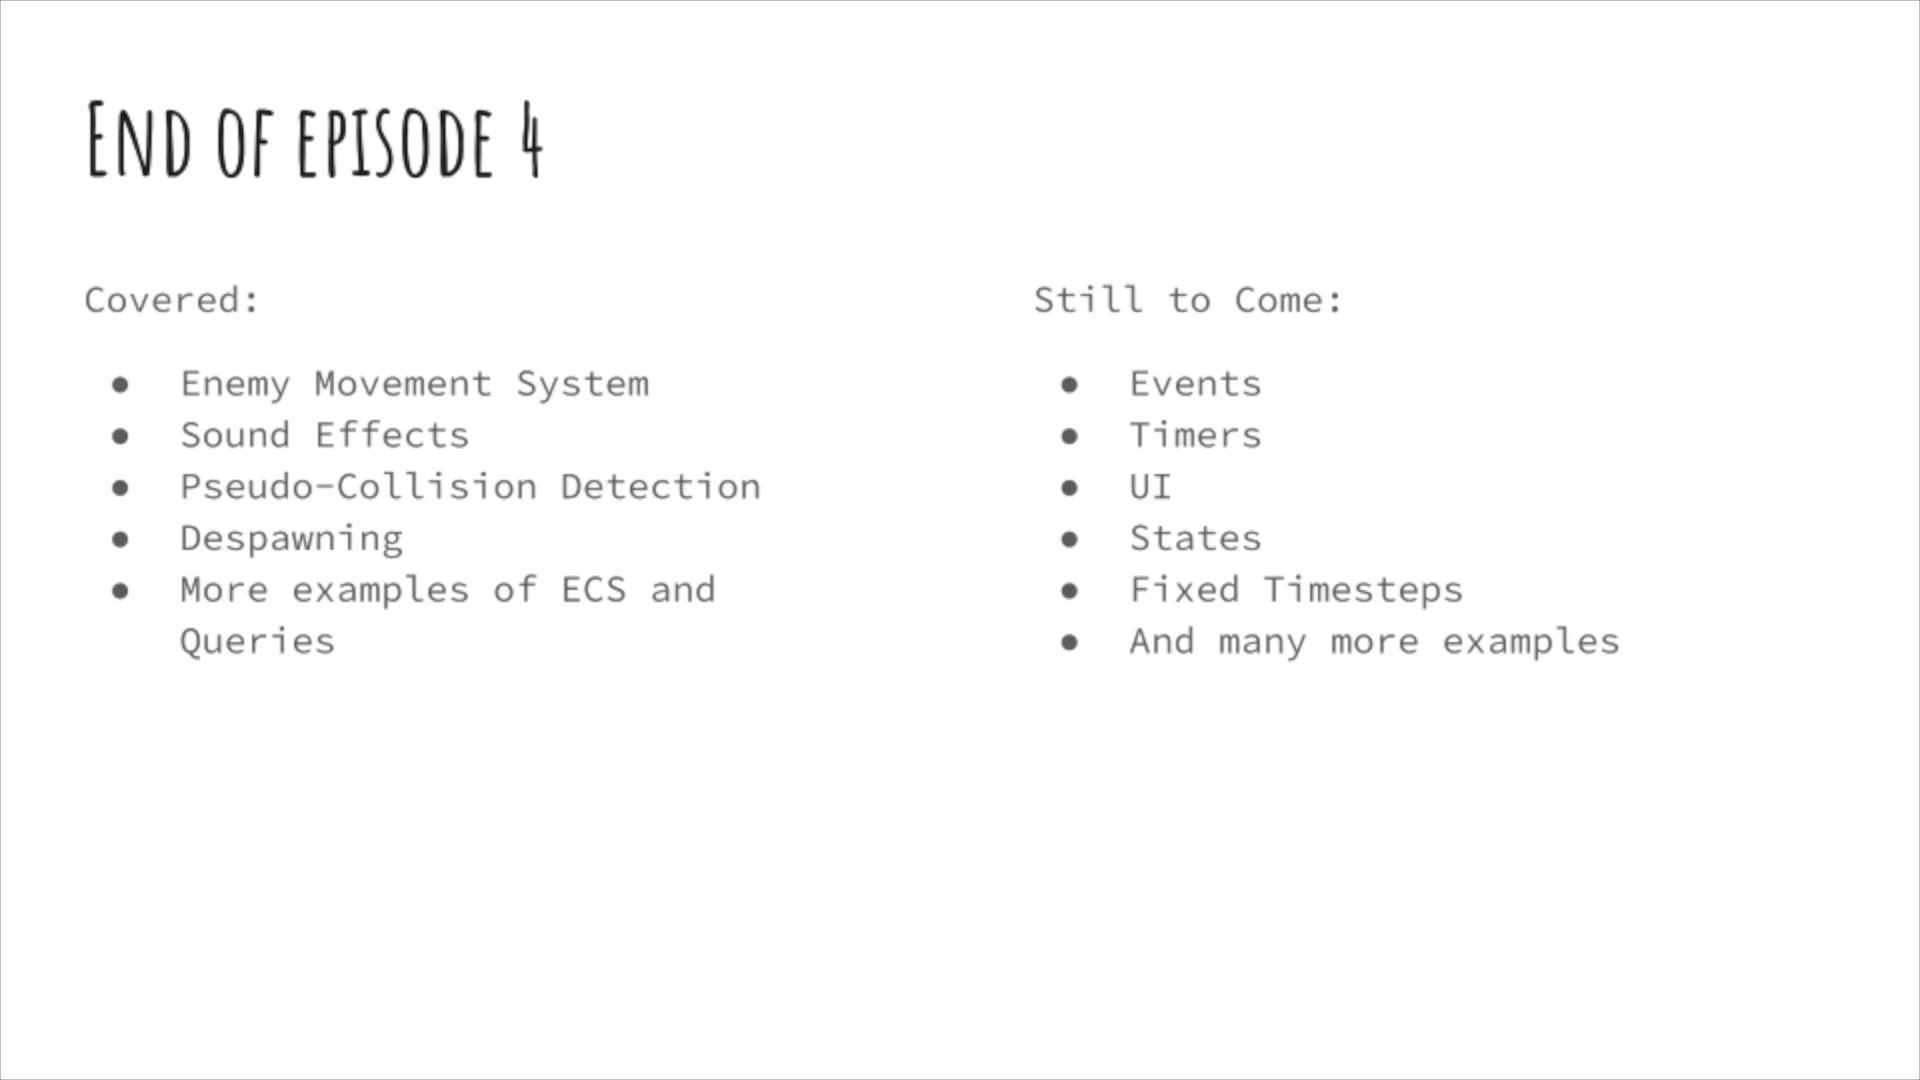 End of episode 4
Covered:
● Enemy Movement System
● Sound Effects
● Pseudo-Collision Detection
● Despawning
● More examples of ECS and
Queries
Still to Come:
● Events
● Timers
● UI
● States
● Fixed Timesteps
● And many more examples